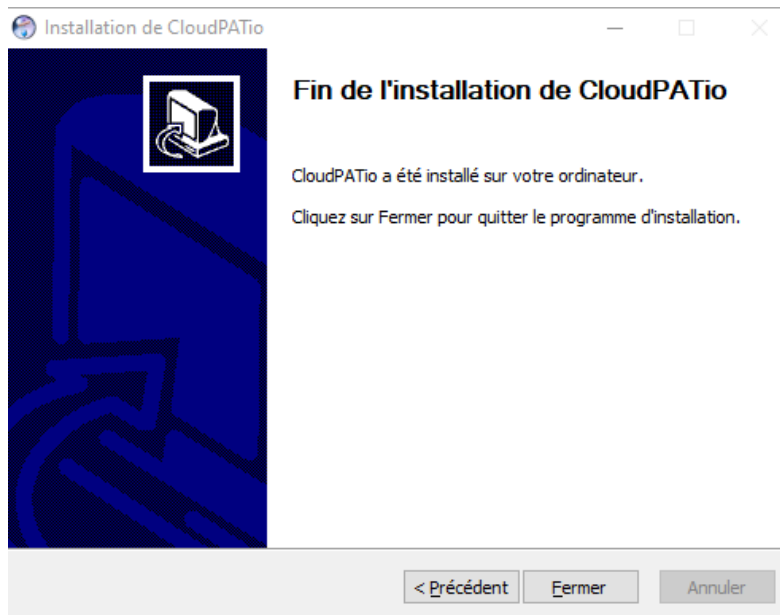 Installation de CloudPATio
Fin de l'installation de CloudPATio
CloudPATio a été installé sur votre ordinateur.
Cliquez sur Fermer pour quitter le programme d'installation.
< Précédent
Fermer
Annuler